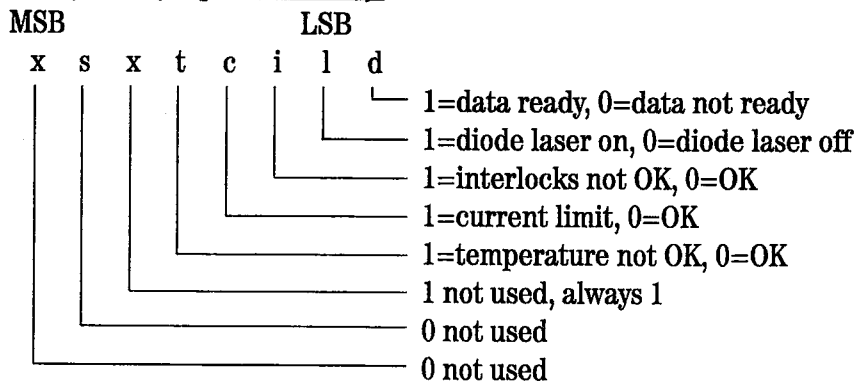 MSB LSB
x s x t c i l d
1=data ready, 0=data not ready
1=diode laser on, 0=diode laser off
1=interlocks not OK, 0=OK
1=current limit, 0=OK
1=temperature not OK, 0=OK
1 not used, always 1
0 not used
0 not used